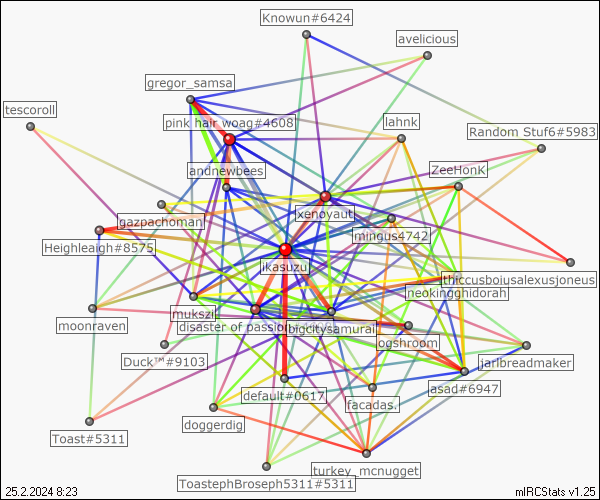 Knowun#6424
avelicious
gregor_samsa
tescoroll
pink hair woag#4608
lahnk
Random Stuf6#5983
andnewbees
ZeeHonk
gazpachoman
xenoyaut
mingus4742
Heighleaigh#8575
ikasuzu
thiccusboiusalexusjoneus
neokingghidorah
mukszi
disaster of passion
bigcitysamurai
moonraven
ogshroom
Duck™#9103
jarlbreadmaker
default#0617
asad#6947
facadas.
doggerdig
Toast#5311
turkey_mcnugget
ToastephBroseph5311#5311
25.2.2024 8:23
mIRCStats v1.25